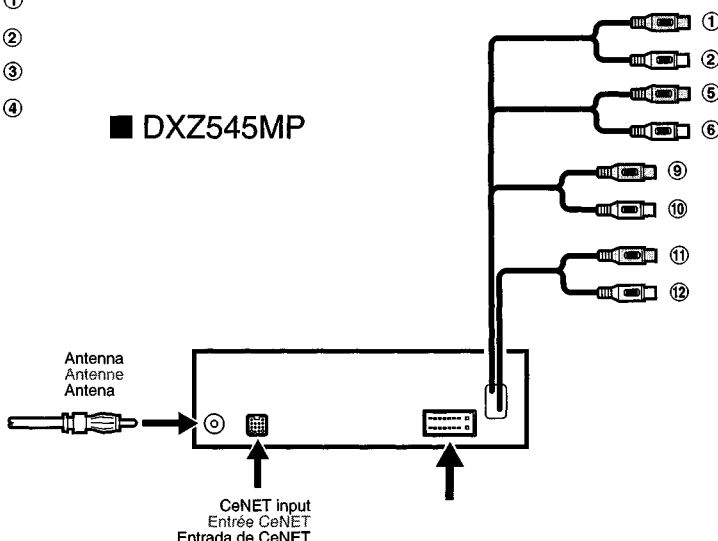 ①
②
③
④
■ DXZ545MP
①
②
⑤
⑥
⑨
⑩
⑪
⑫
Antenna
Antenne
Antena
CeNET input
Entrée CeNET
Entrada de CeNET